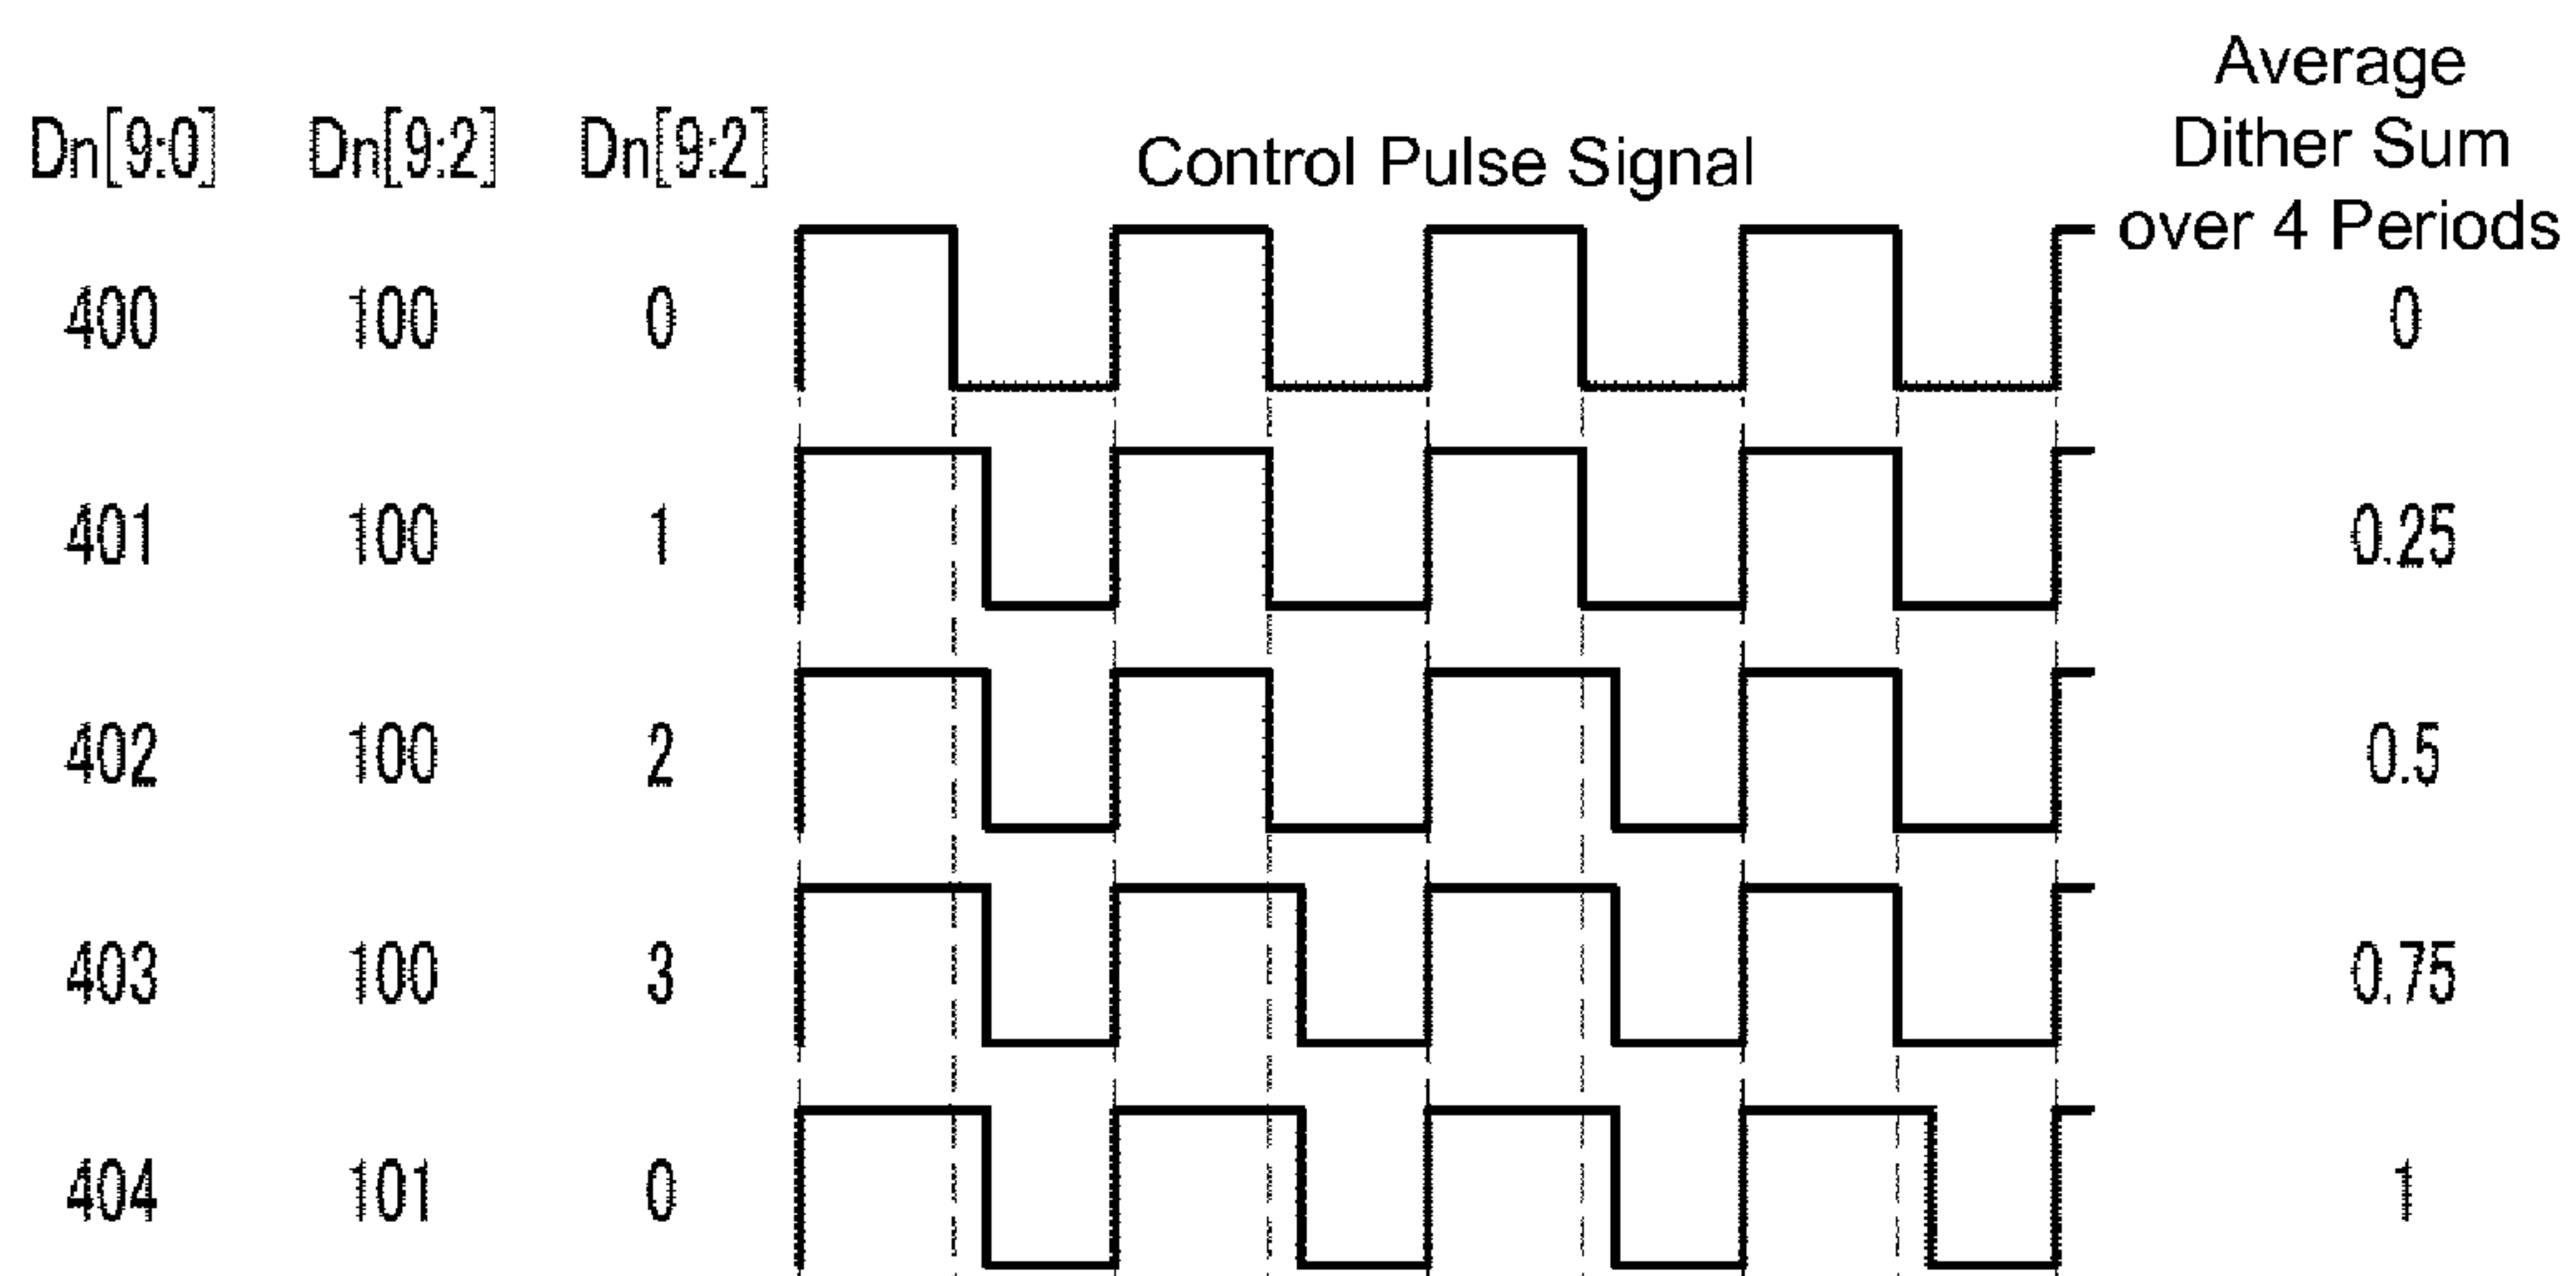 Average
Dither Sum
over 4 Periods
Dn[9:0] Dn[9:2] Dn[9:2] Control Pulse Signal
400 100 0 0
401 100 1 0.25
402 100 2 0.5
403 100 3 0.75
404 101 0 1